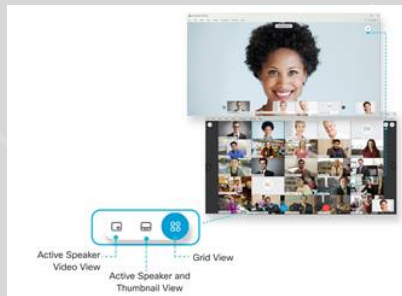 Active Speaker
Video View
Grid View
Active Speaker and
Thumbnail View